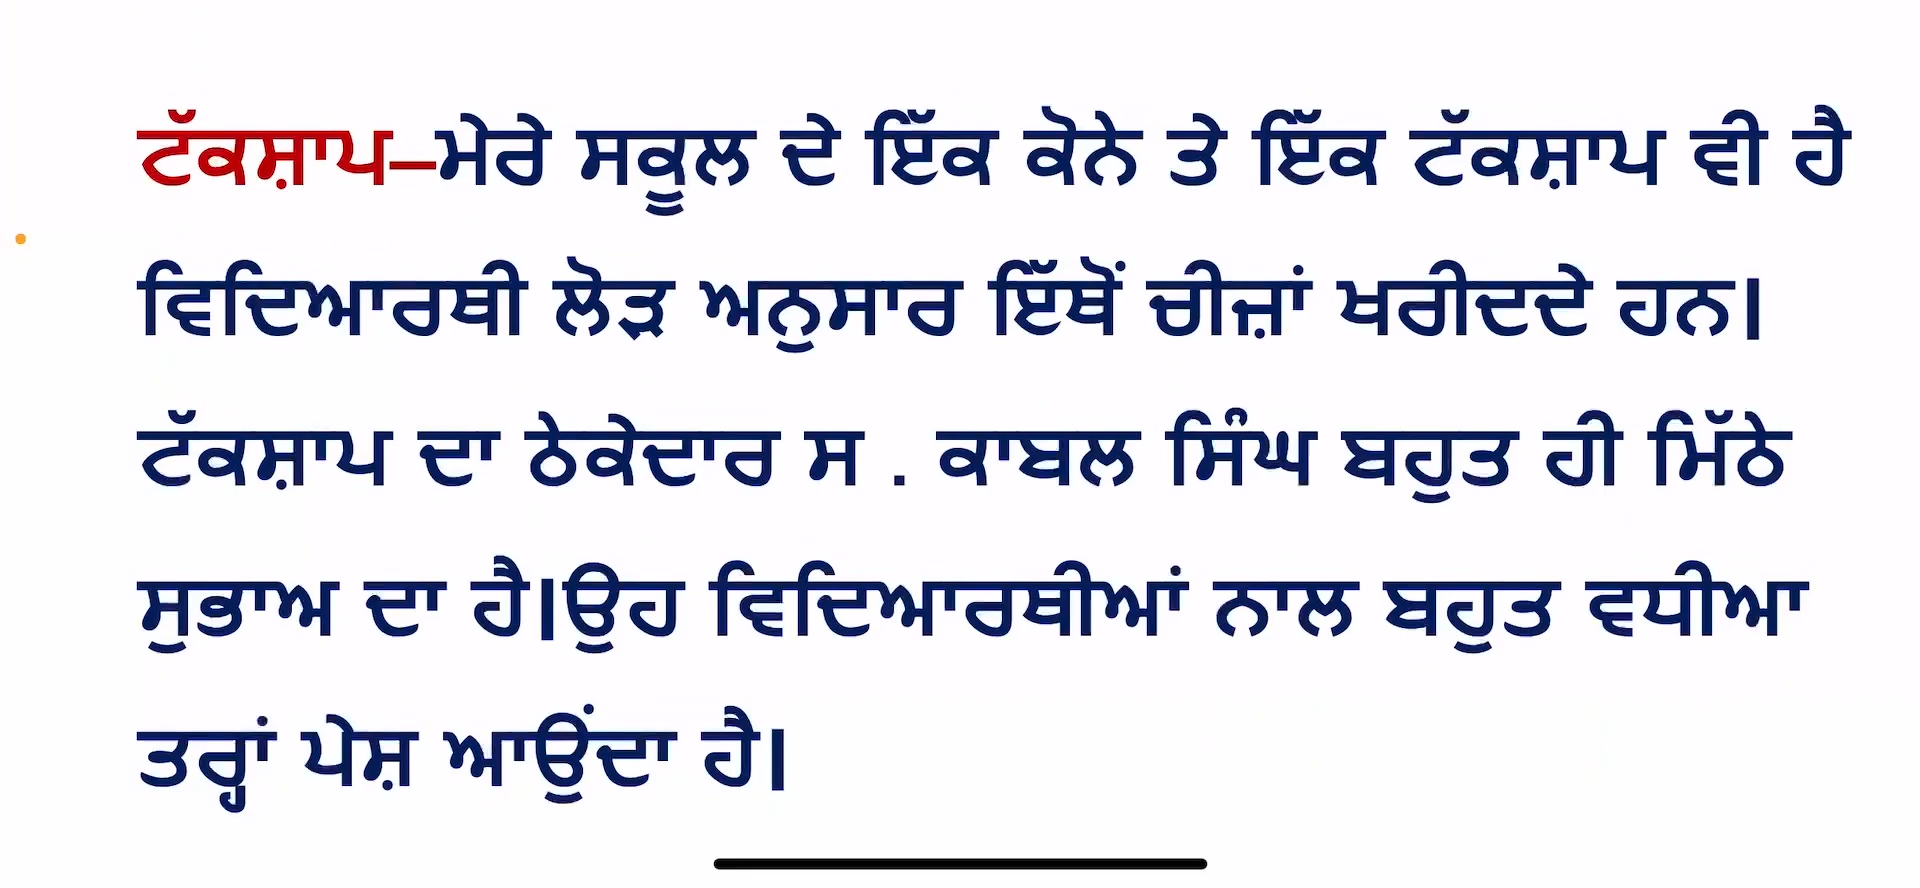 ਟੱਕਸ਼ਾਪ–ਮੇਰੇ ਸਕੂਲ ਦੇ ਇੱਕ ਕੋਨੇ ਤੇ ਇੱਕ ਟੱਕਸ਼ਾਪ ਵੀ ਹੈ
ਵਿਦਿਆਰਥੀ ਲੋੜ ਅਨੁਸਾਰ ਇੱਥੋਂ ਚੀਜ਼ਾਂ ਖਰੀਦਦੇ ਹਨ।
ਟੱਕਸ਼ਾਪ ਦਾ ਠੇਕੇਦਾਰ ਸ . ਕਾਬਲ ਸਿੰਘ ਬਹੁਤ ਹੀ ਮਿੱਠੇ
ਸੁਭਾਅ ਦਾ ਹੈ।ਉਹ ਵਿਦਿਆਰਥੀਆਂ ਨਾਲ ਬਹੁਤ ਵਧੀਆ
ਤਰ੍ਹਾਂ ਪੇਸ਼ ਆਉਂਦਾ ਹੈ।